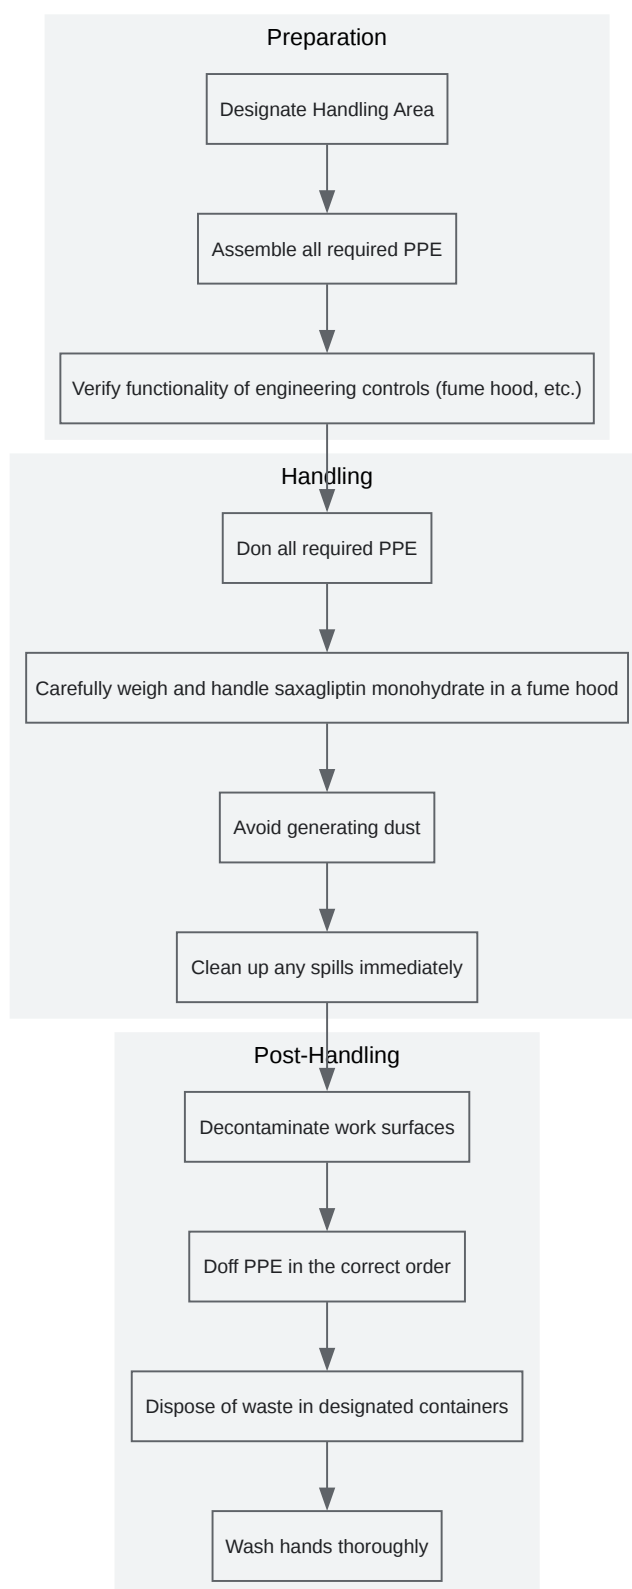 Preparation
Designate Handling Area
Assemble all required PPE
Verify functionality of engineering controls (fume hood, etc.)
Handling
Don all required PPE
Carefully weigh and handle saxagliptin monohydrate in a fume hood
Avoid generating dust
Clean up any spills immediately
Post-Handling
Decontaminate work surfaces
Doff PPE in the correct order
Dispose of waste in designated containers
Wash hands thoroughly